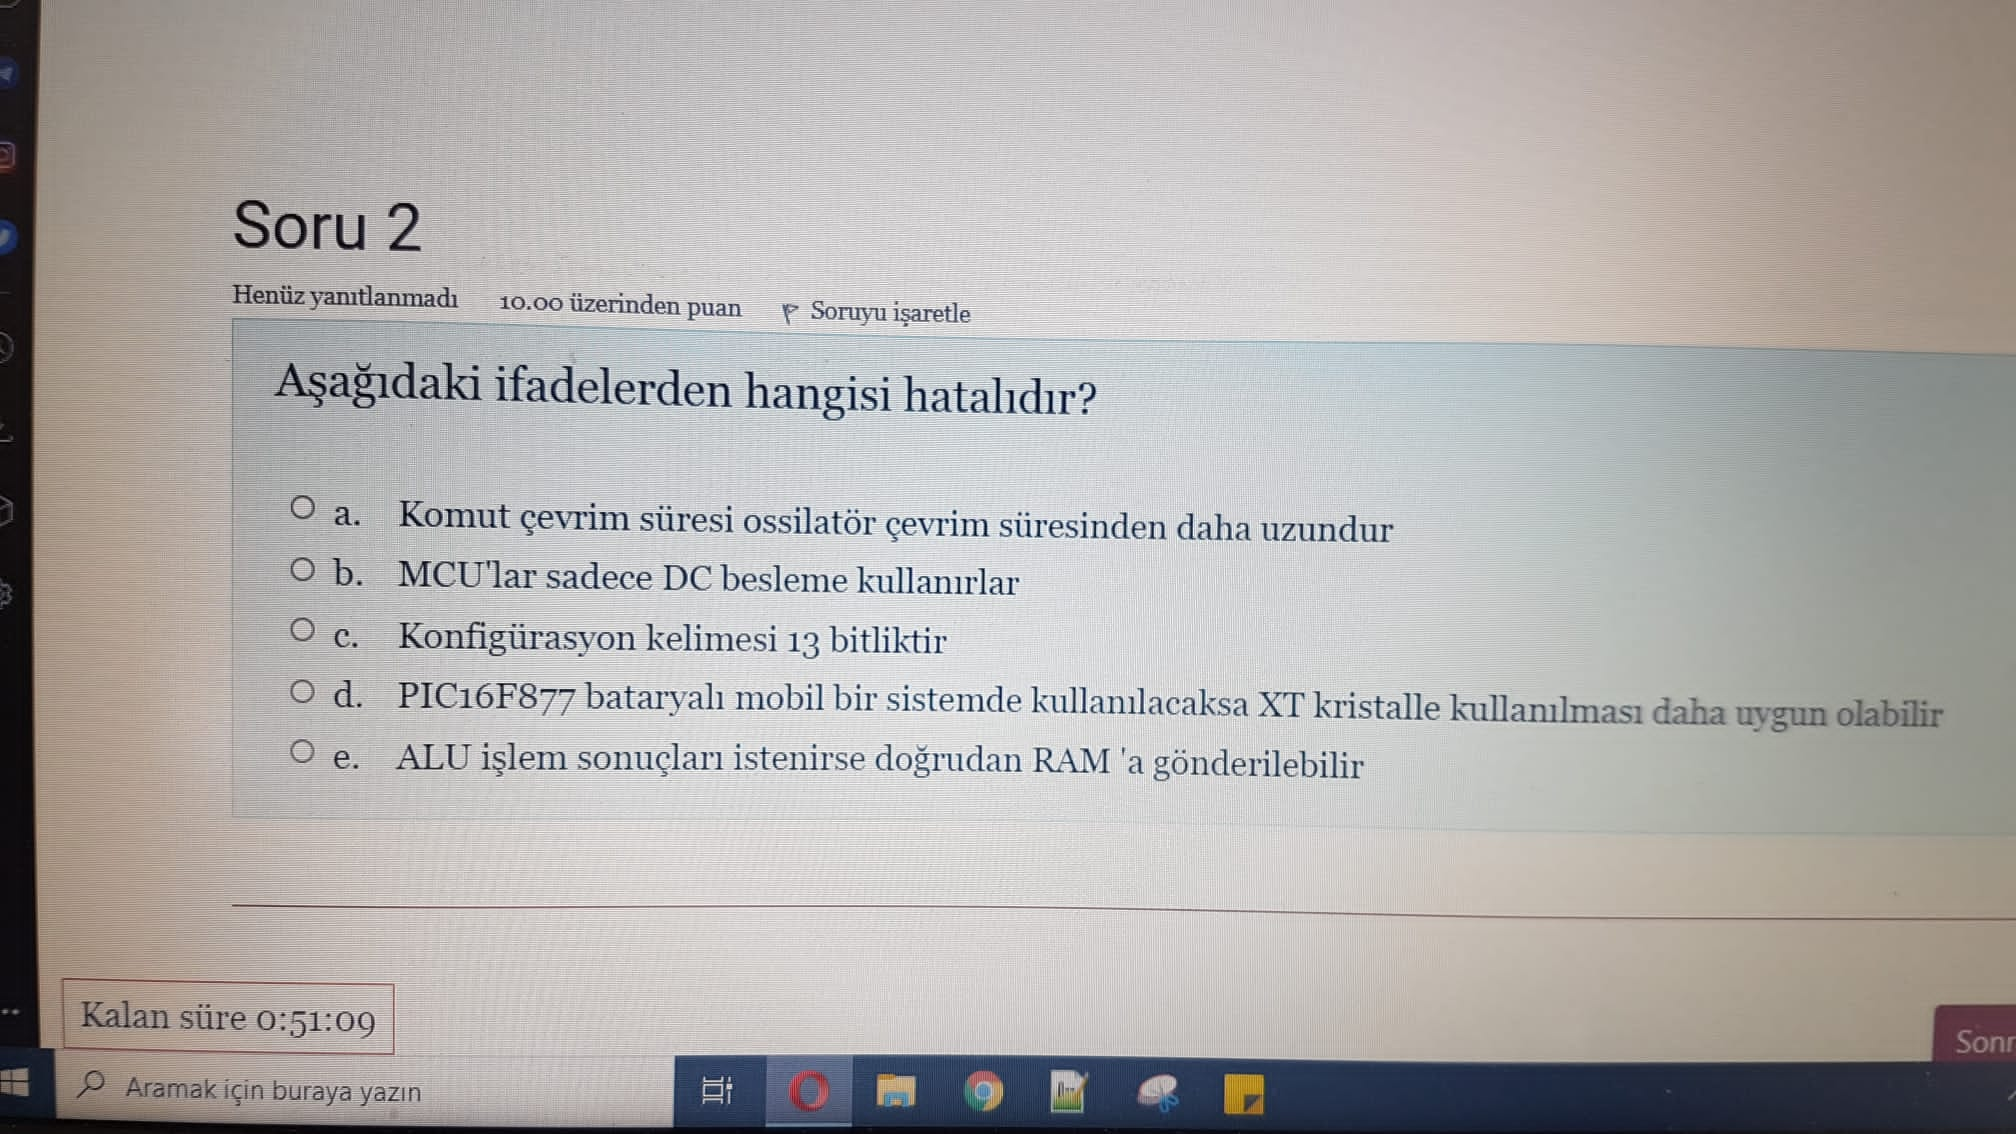 Soru 2
Henüz yanıtlanmadı 10.00 üzerinden puan Soruyu işaretle
Aşağıdaki ifadelerden hangisi hatalıdır?
a. Komut çevrim süresi ossilatör çevrim süresinden daha uzundur
b. MCU'lar sadece DC besleme kullanırlar
c. Konfigürasyon kelimesi 13 bitliktir
d. PIC16F877 bataryalı mobil bir sistemde kullanılacaksa XT kristalle kullanılması daha uygun olabilir
e. ALU işlem sonuçları istenirse doğrudan RAM 'a gönderilebilir
Kalan süre 0:51:09
Sonr
Aramak için buraya yazın